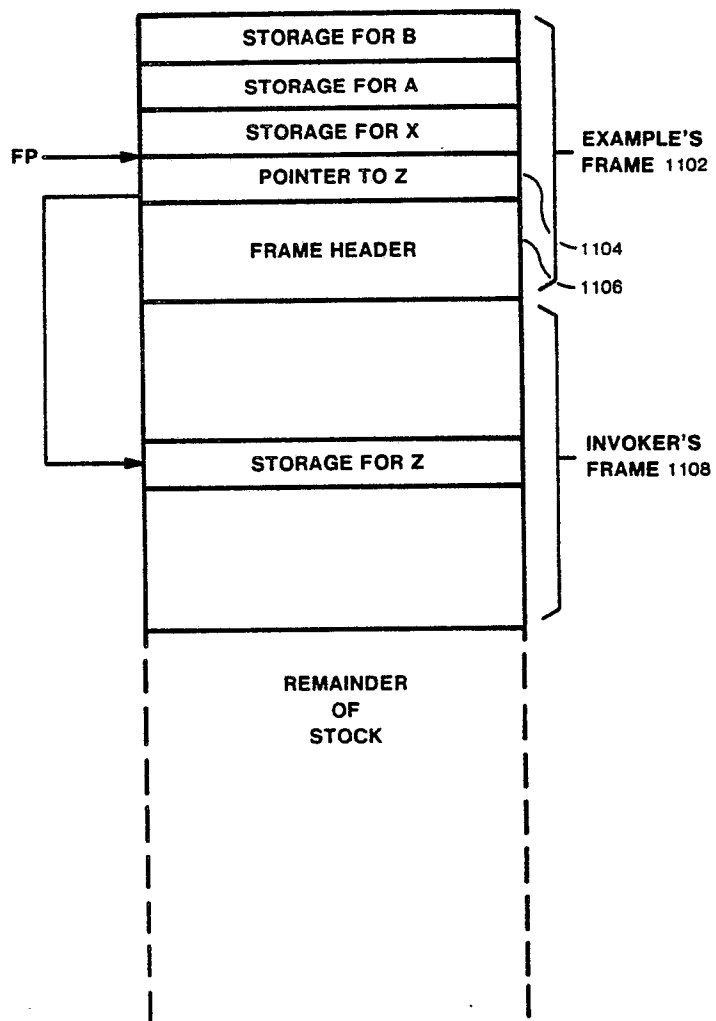 STORAGE FOR B
STORAGE FOR A
STORAGE FOR X
FP
POINTER TO Z
EXAMPLE'S
FRAME 1102
FRAME HEADER
1104
1106
STORAGE FOR Z
INVOKER'S
FRAME 1108
REMAINDER
OF
STOCK